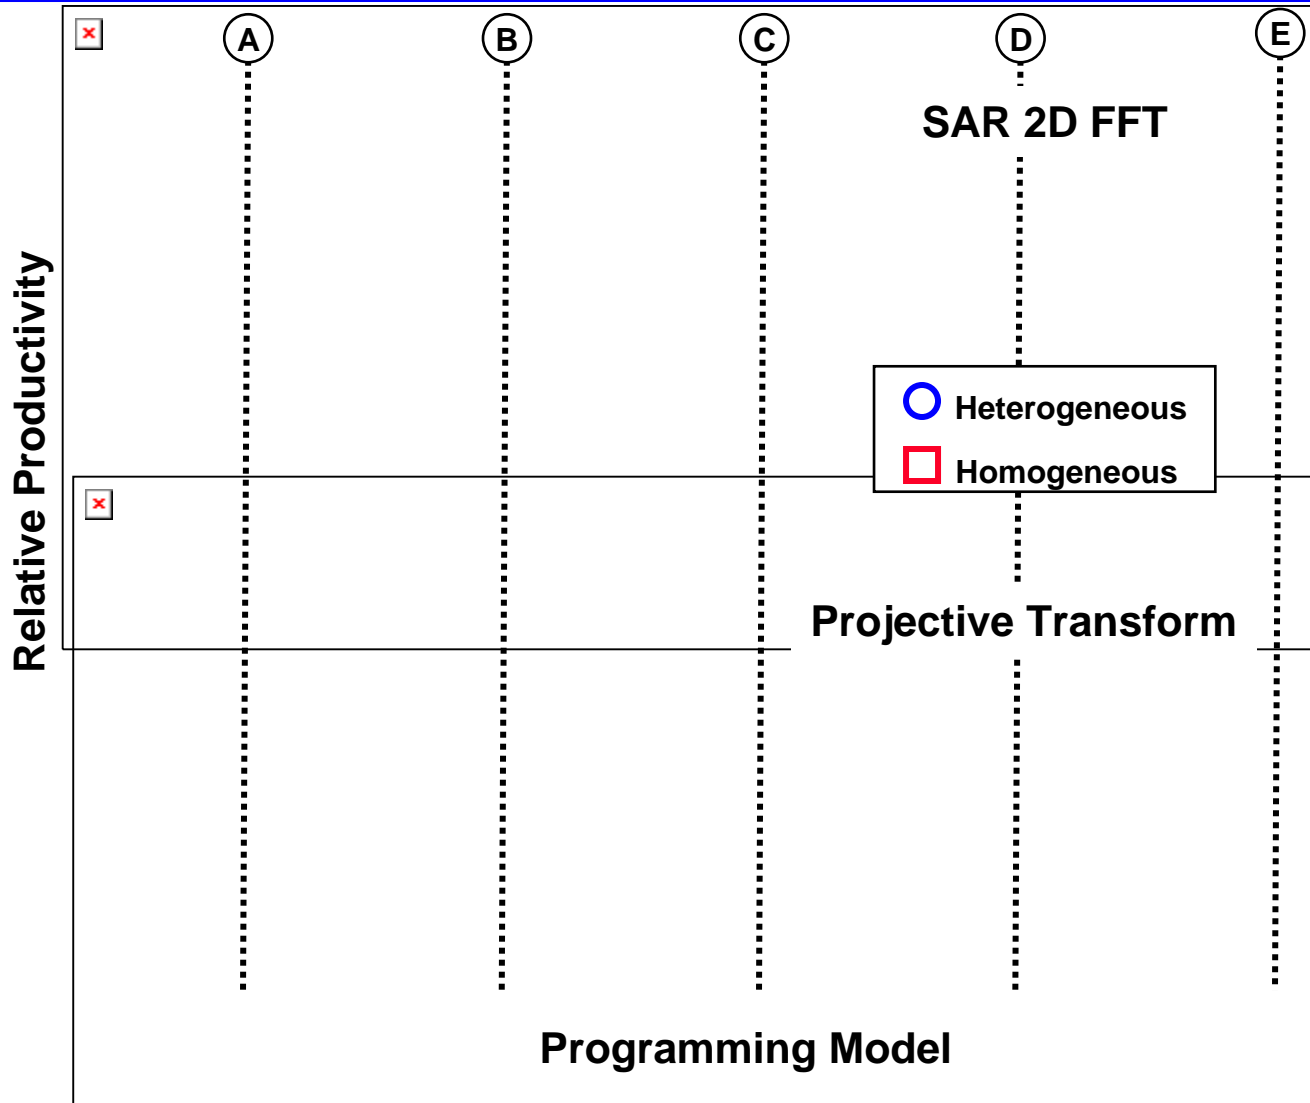 A
B
C
D
E
SAR 2D FFT
Relative Productivity
Heterogeneous
Homogeneous
Projective Transform
Programming Model